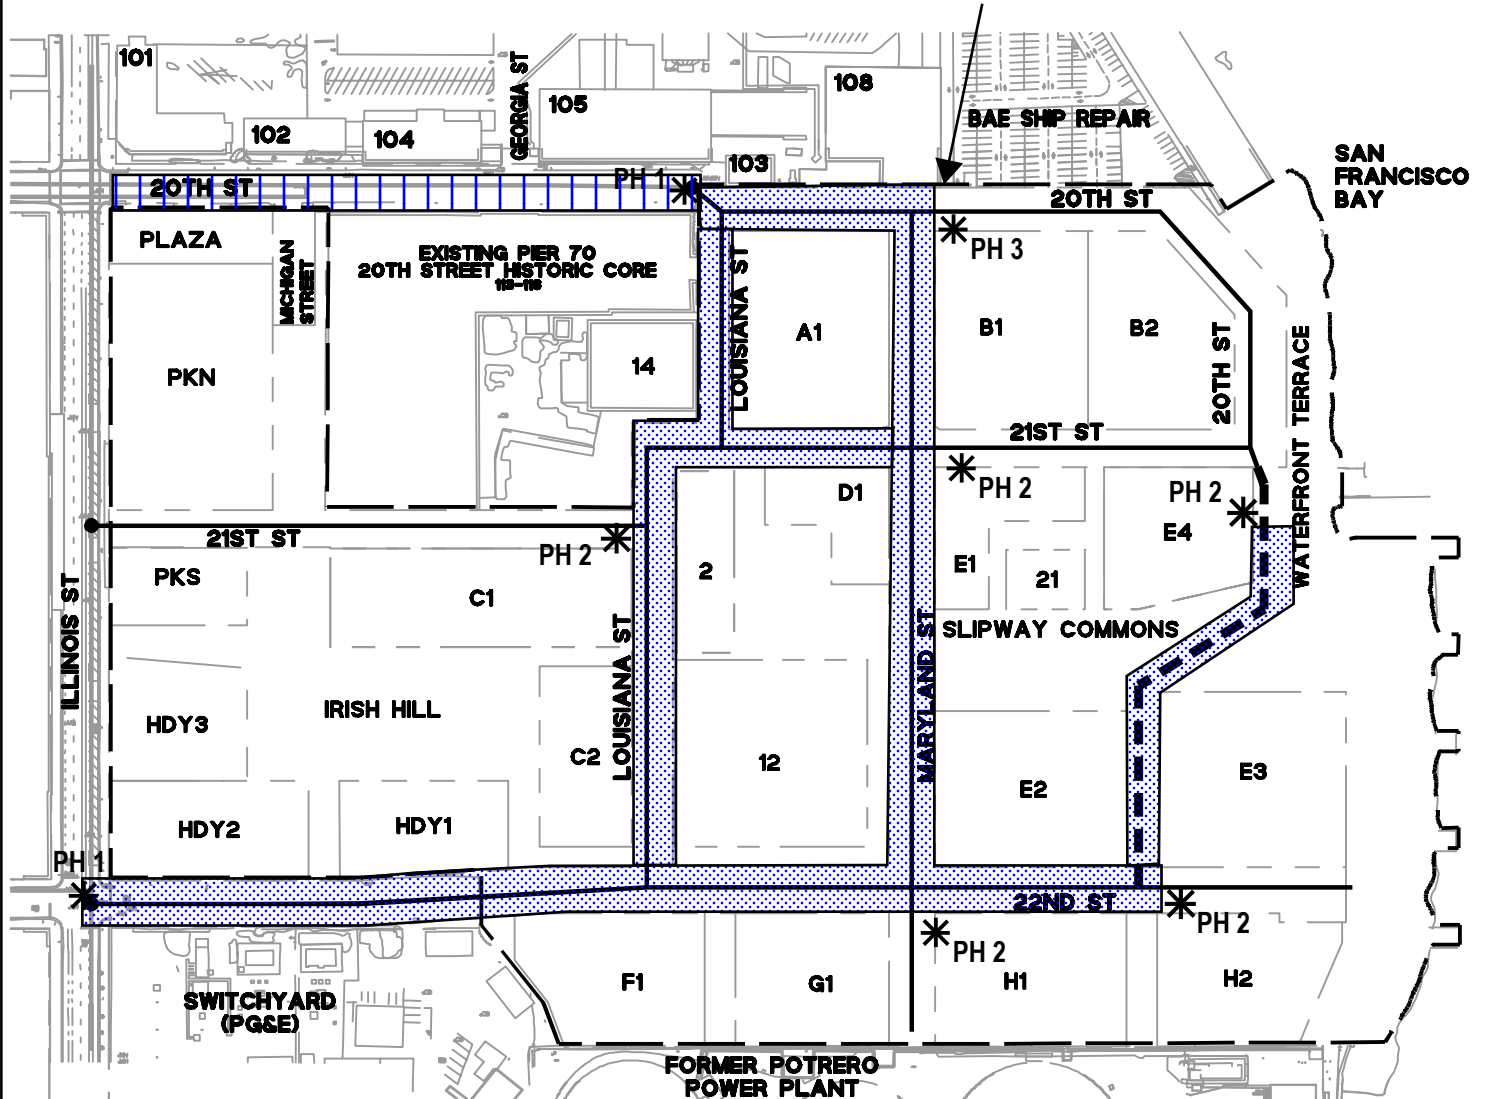 101
102
104
GEORGIA ST
105
108
BAE SHIP REPAIR
103
SAN
FRANCISCO
BAY
20TH ST
PH 1
20TH ST
PLAZA
MICHIGAN
STREET
EXISTING PIER 70
20TH STREET HISTORIC CORE
PH 3
LOUISIANA ST
A1
B1
B2
20TH ST
WATERFRONT TERRACE
14
PKN
21ST ST
D1
PH 2
PH 2
E4
21ST ST
PH 2
PKS
C1
2
E1
21
ILLINOIS ST
LOUISIANA ST
MARYLAND ST
SLIPWAY COMMONS
HDY3
IRISH HILL
C2
12
E2
E3
HDY2
HDY1
PH 1
22ND ST
PH 2
PH 2
F1
G1
H1
H2
SWITCHYARD
(PG&E)
FORMER POTRERO
POWER PLANT